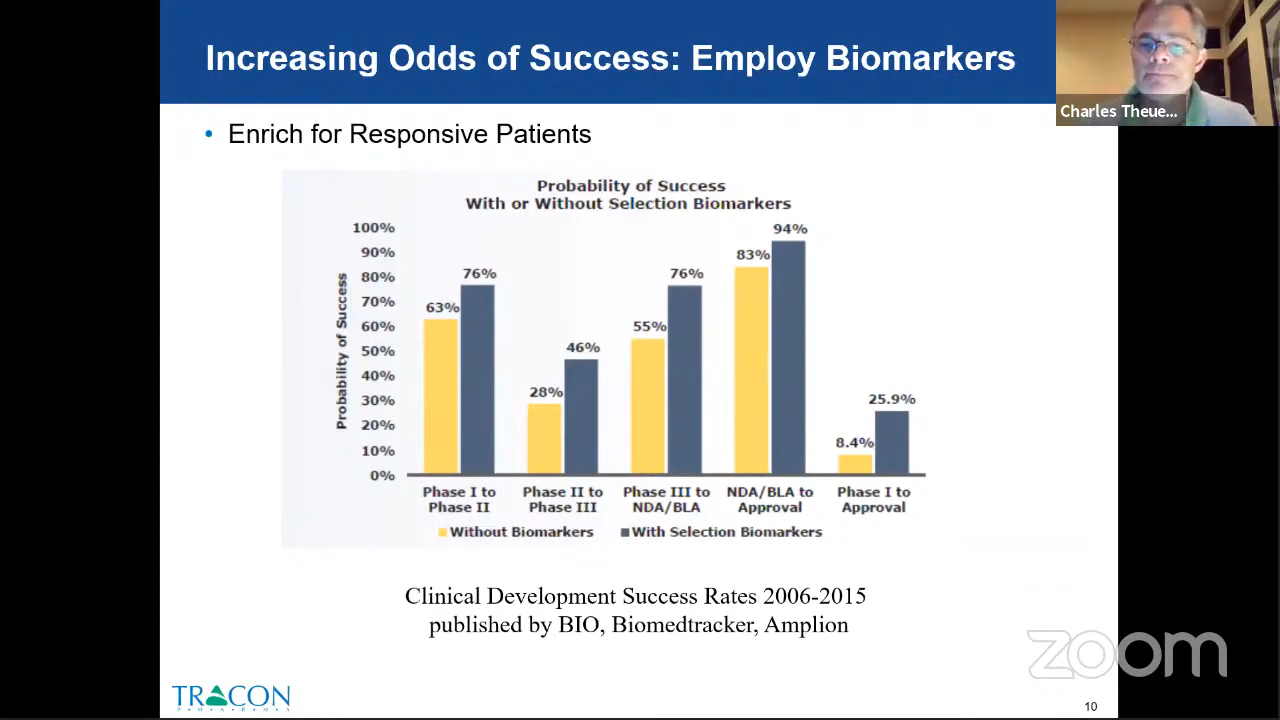 Increasing Odds of Success: Employ Biomarkers
Charles Theue...
• Enrich for Responsive Patients
Probability of Success
With or Without Selection Biomarkers
Probability of Success
100%
90%
80%
70%
60%
50%
40%
30%
20%
10%
0%
63%
76%
28%
46%
55%
76%
83%
94%
8.4%
25.9%
Phase I to
Phase II
Phase II to
Phase III
Phase III to
NDA/BLA
NDA/BLA to
Approval
Phase I to
Approval
Without Biomarkers
With Selection Biomarkers
Clinical Development Success Rates 2006-2015
published by BIO, Biomedtracker, Amplion
zoom
TRACON
P H A R M A
10